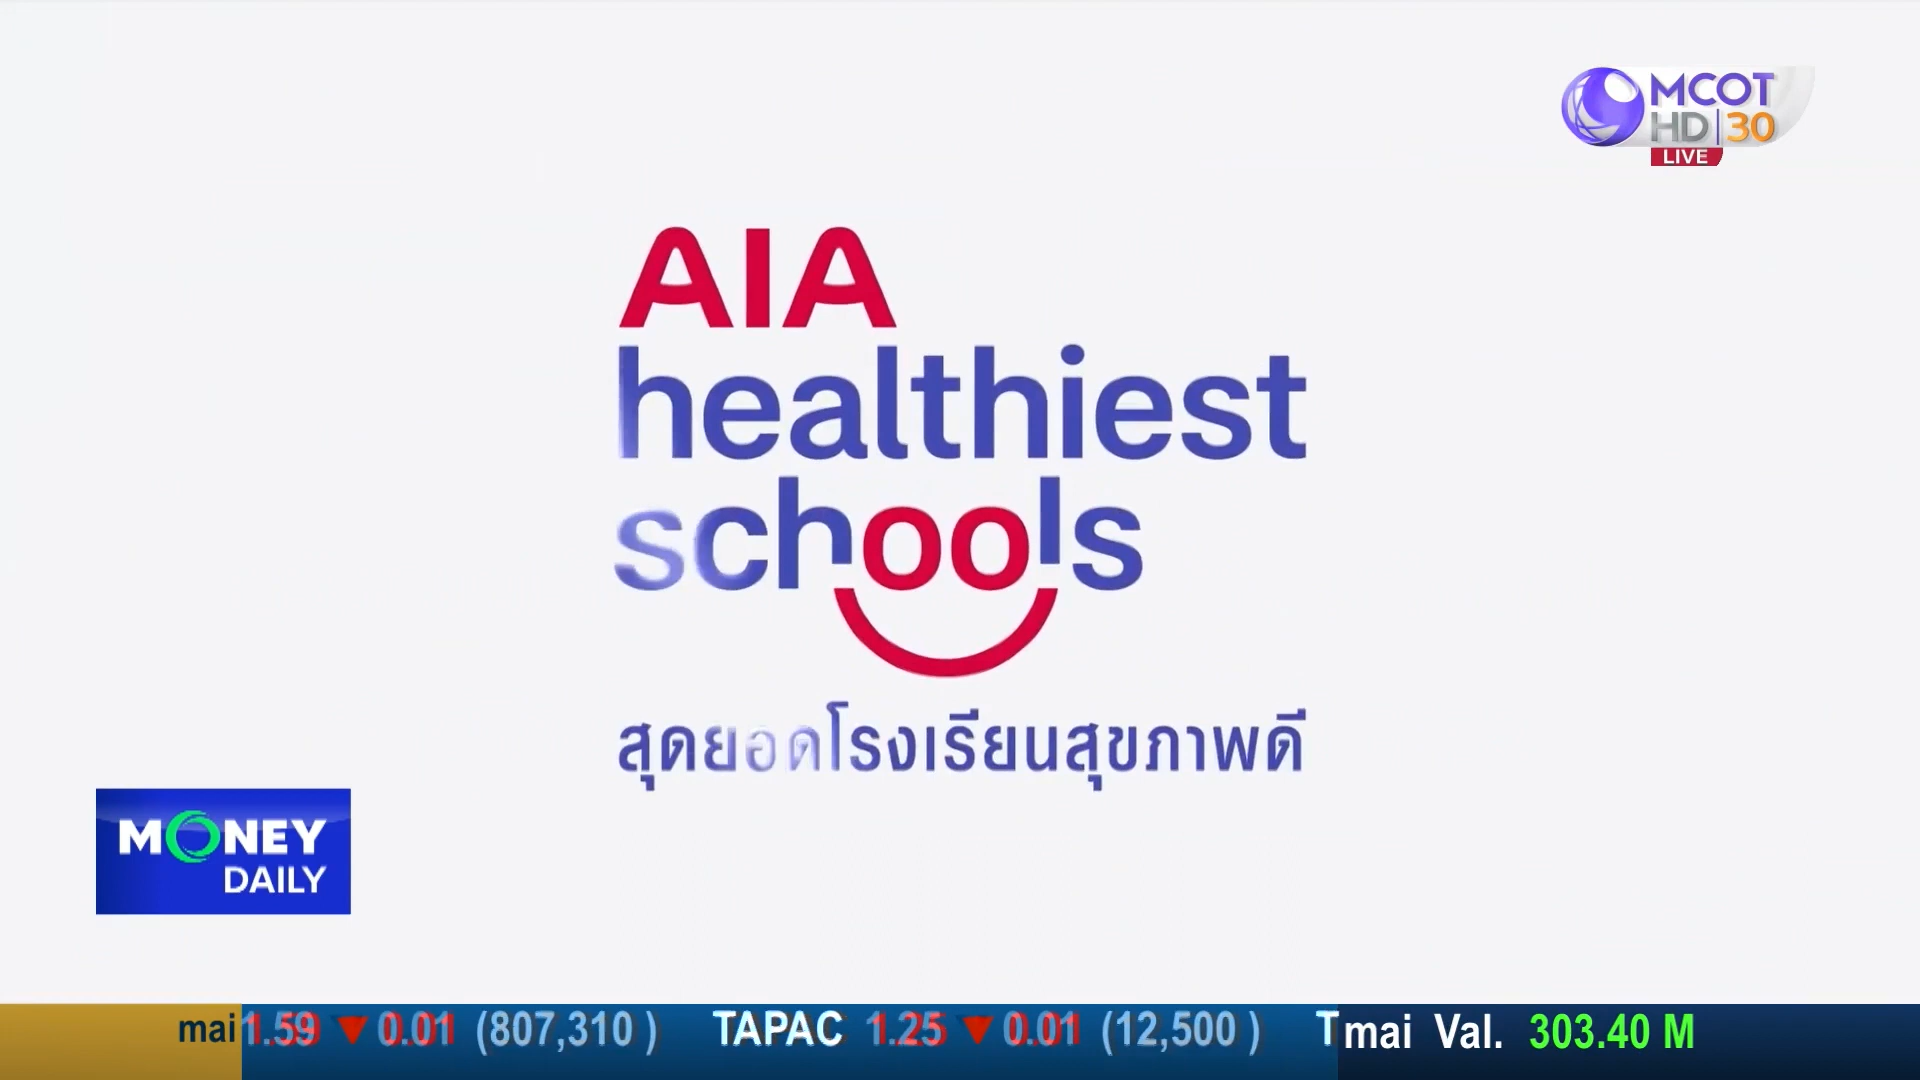 MCOT
HD 30
LIVE
AIA
healthiest
schools
สุดยอดโรงเรียนสุขภาพดี
MONEY
DAILY
mai 1.59 ▼ 0.01 (807,310 ) TAPAC 1.25 ▼ 0.01 (12,500 ) T mai Val. 303.40 M